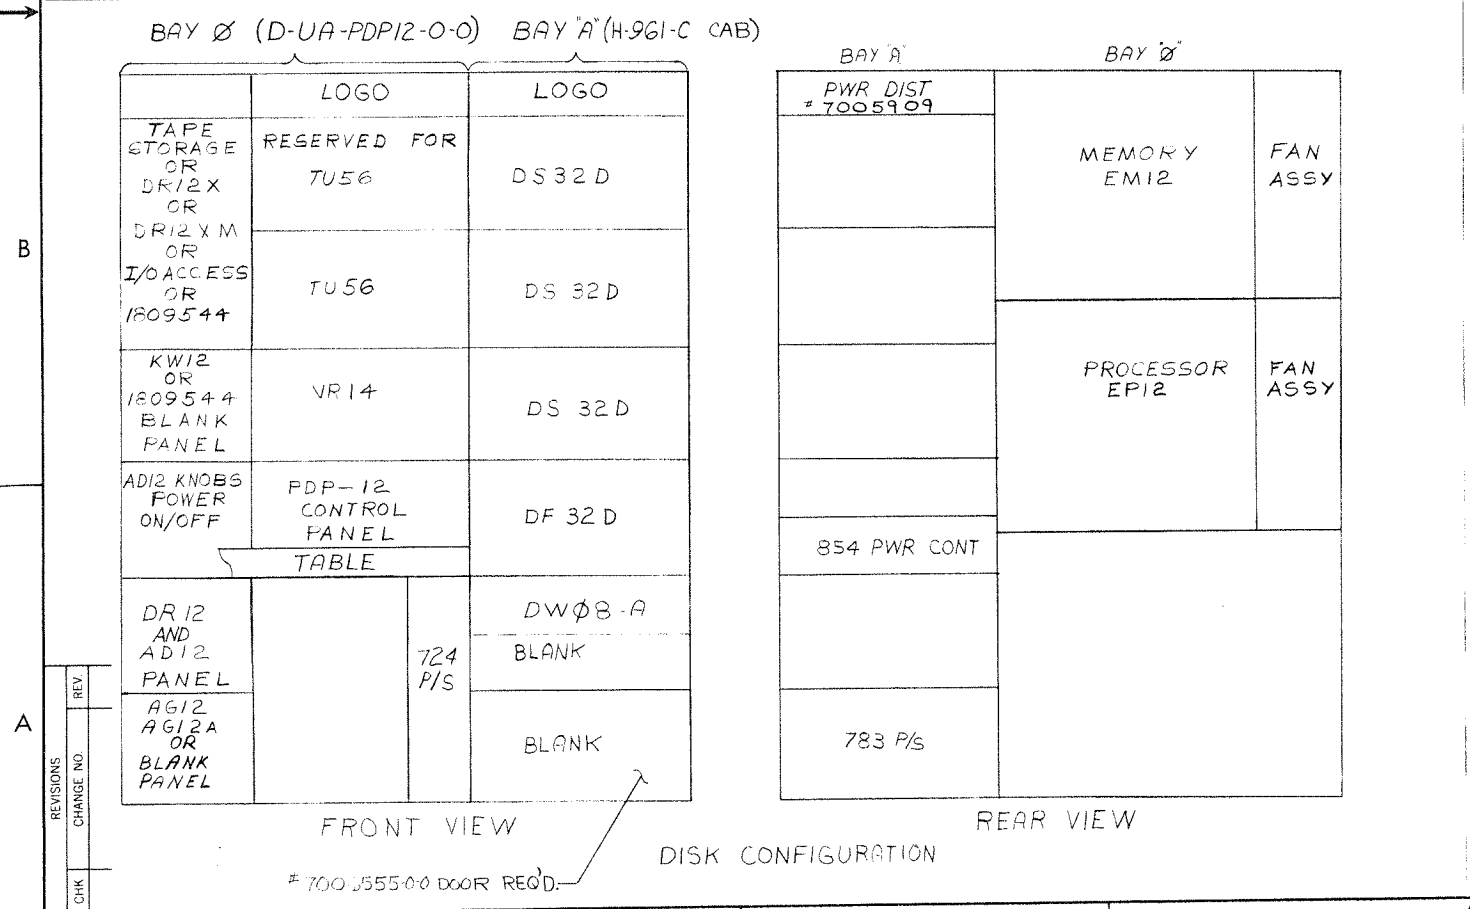 BAY Ø (D-UA-PDP12-0-0)
BAY "A" (H-961-C CAB)
LOGO
LOGO
TAPE
STORAGE
OR
DR12X
OR
DR12XM
OR
I/O ACCESS
OR
1809544
RESERVED FOR
TU56
DS32D
TU56
DS 32D
KW12
OR
1809544
BLANK
PANEL
VR14
DS 32D
AD12 KNOBS
POWER
ON/OFF
PDP-12
CONTROL
PANEL
DF 32D
TABLE
DR12
AND
AD12
PANEL
724
P/S
DWØ8-A
BLANK
AG12
AG12A
OR
BLANK
PANEL
BLANK
FRONT VIEW
DOOR REQ'D.
BAY "A"
BAY "Ø"
PWR DIST
# 7005909
MEMORY
EM12
FAN
ASSY
PROCESSOR
EP12
FAN
ASSY
854 PWR CONT
783 P/S
REAR VIEW
DISK CONFIGURATION
B
A
REVISIONS
CHK
CHANGE NO.
REV.